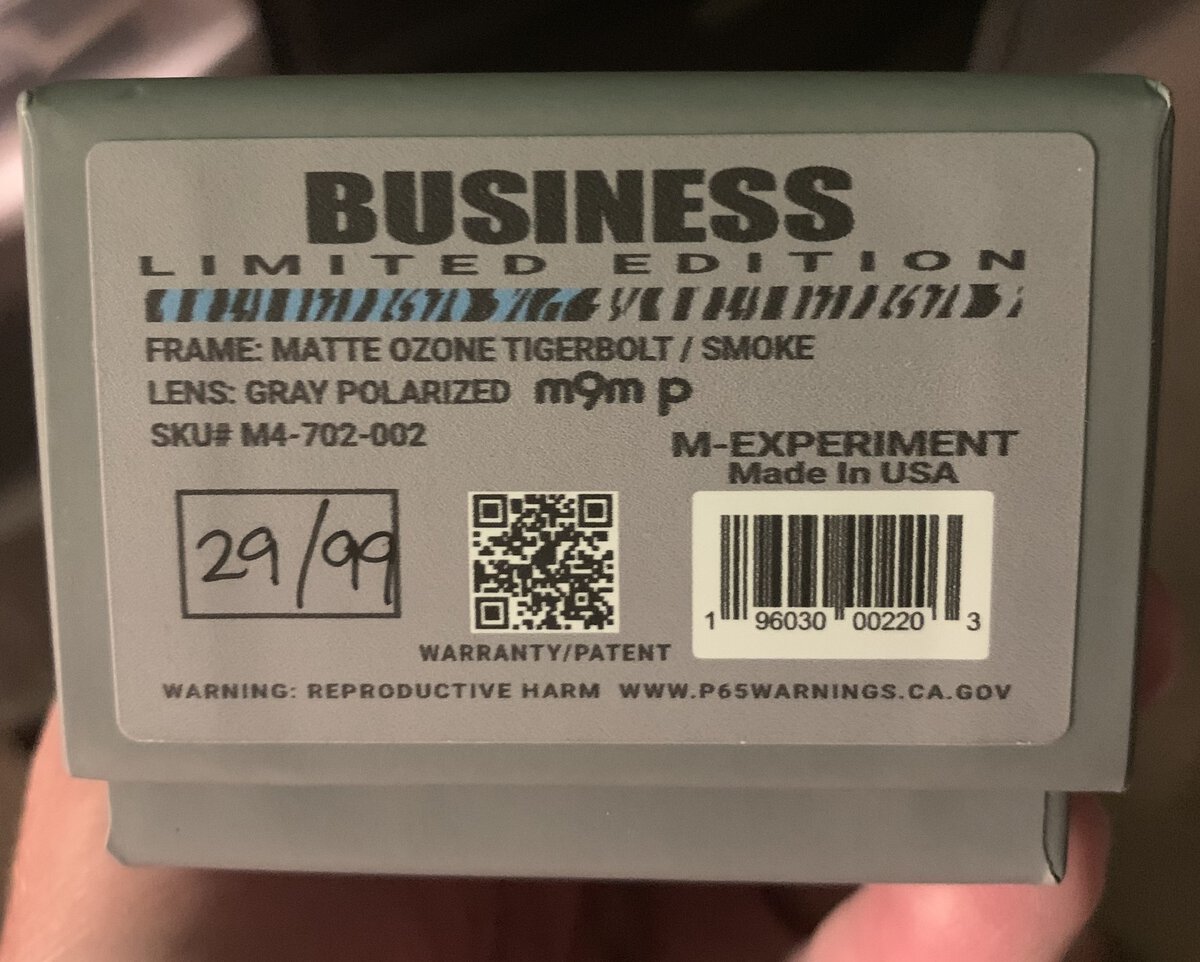 BUSINESS
LIMITED EDITION
FRAME: MATTE OZONE TIGERBOLT / SMOKE
LENS: GRAY POLARIZED m9m p
SKU# M4-702-002
M-EXPERIMENT
Made In USA
29/99
1 96030 00220 3
WARRANTY/PATENT
WARNING: REPRODUCTIVE HARM WWW.P65WARNINGS.CA.GOV